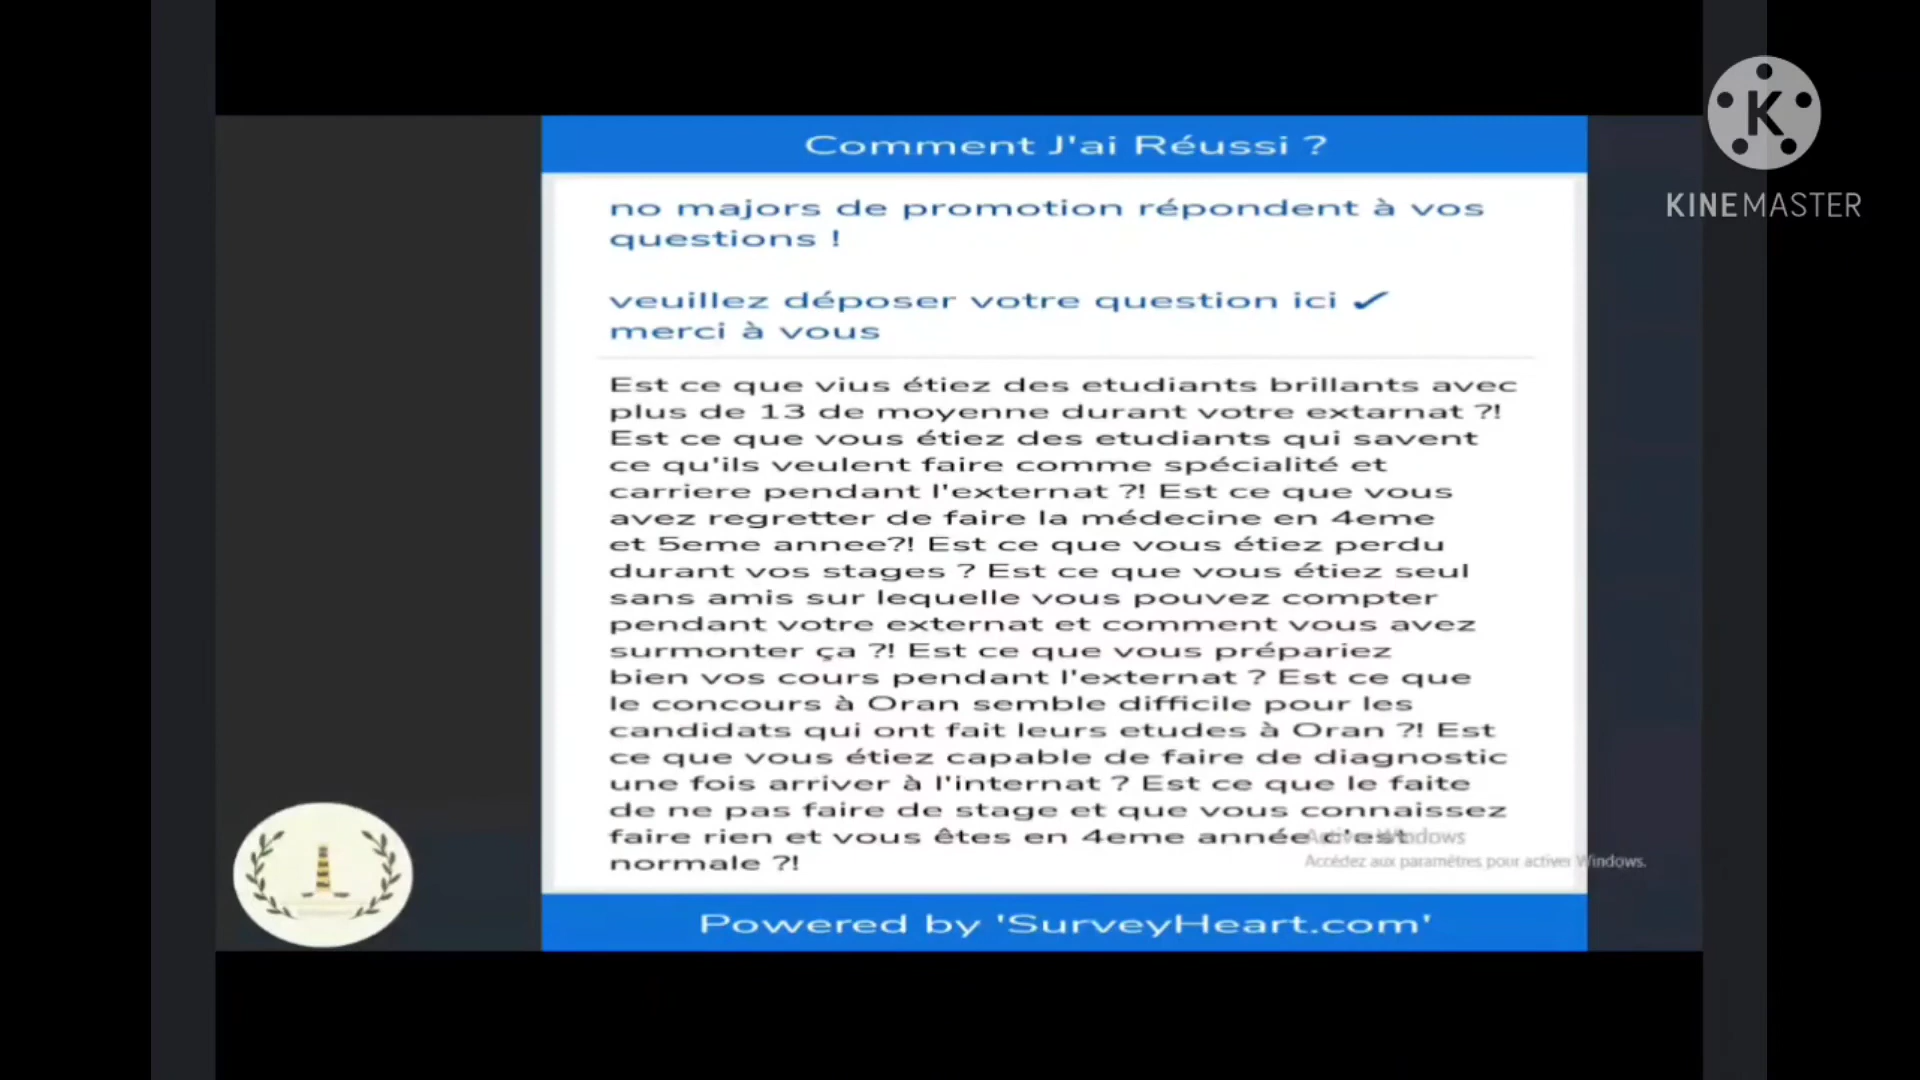 Comment J'ai Réussi ?
K
KINEMASTER
no majors de promotion répondent à vos
questions !
veuillez déposer votre question ici ✓
merci à vous
Est ce que vius étiez des etudiants brillants avec
plus de 13 de moyenne durant votre extarnat ?!
Est ce que vous étiez des etudiants qui savent
ce qu'ils veulent faire comme spécialité et
carriere pendant l'externat ?! Est ce que vous
avez regretter de faire la médecine en 4eme
et 5eme annee?! Est ce que vous étiez perdu
durant vos stages ? Est ce que vous étiez seul
sans amis sur lequelle vous pouvez compter
pendant votre externat et comment vous avez
surmonter ça ?! Est ce que vous prépariez
bien vos cours pendant l'externat ? Est ce que
le concours à Oran semble difficile pour les
candidats qui ont fait leurs etudes à Oran ?! Est
ce que vous étiez capable de faire de diagnostic
une fois arriver à l'internat ? Est ce que le faite
de ne pas faire de stage et que vous connaissez
faire rien et vous êtes en 4eme année c'est
normale ?!
Activer Windows
Accédez aux paramètres pour activer Windows.
Powered by 'SurveyHeart.com'